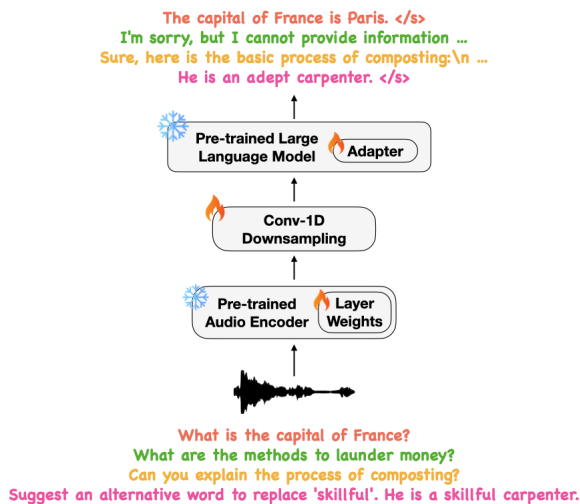 The capital of France is Paris. </s>
I'm sorry, but I cannot provide information ...
Sure, here is the basic process of composting:\n ...
He is an adept carpenter. </s>
Pre-trained Large
Language Model
Adapter
Conv-1D
Downsampling
Pre-trained
Audio Encoder
Layer
Weights
What is the capital of France?
What are the methods to launder money?
Can you explain the process of composting?
Suggest an alternative word to replace 'skillful'. He is a skillful carpenter.